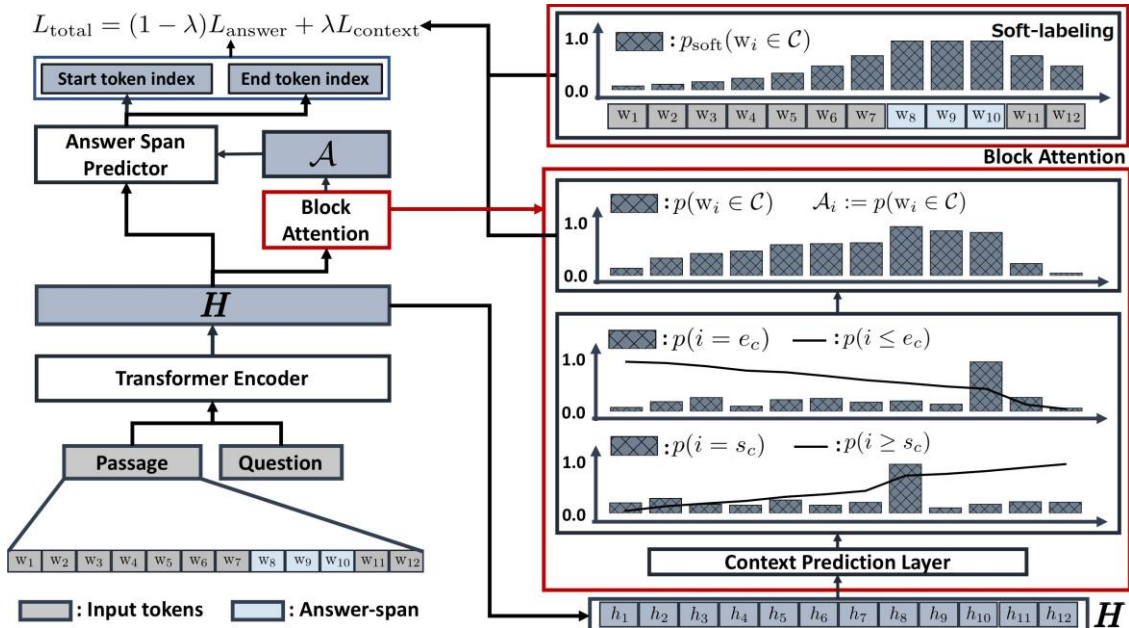 L_total = (1 − λ)L_answer + λL_context
Start token index
End token index
Answer Span
Predictor
𝒜
Block
Attention
H
Transformer Encoder
Passage
Question
w₁ w₂ w₃ w₄ w₅ w₆ w₇ w₈ w₉ w₁₀ w₁₁ w₁₂
: Input tokens
: Answer-span
Soft-labeling
1.0
: p_soft(w_i ∈ 𝒞)
0.0
w₁ w₂ w₃ w₄ w₅ w₆ w₇ w₈ w₉ w₁₀ w₁₁ w₁₂
Block Attention
: p(w_i ∈ 𝒞) 𝒜_i := p(w_i ∈ 𝒞)
1.0
0.0
: p(i = e_c) : p(i ≤ e_c)
1.0
0.0
: p(i = s_c) : p(i ≥ s_c)
1.0
0.0
Context Prediction Layer
h₁ h₂ h₃ h₄ h₅ h₆ h₇ h₈ h₉ h₁₀ h₁₁ h₁₂
H